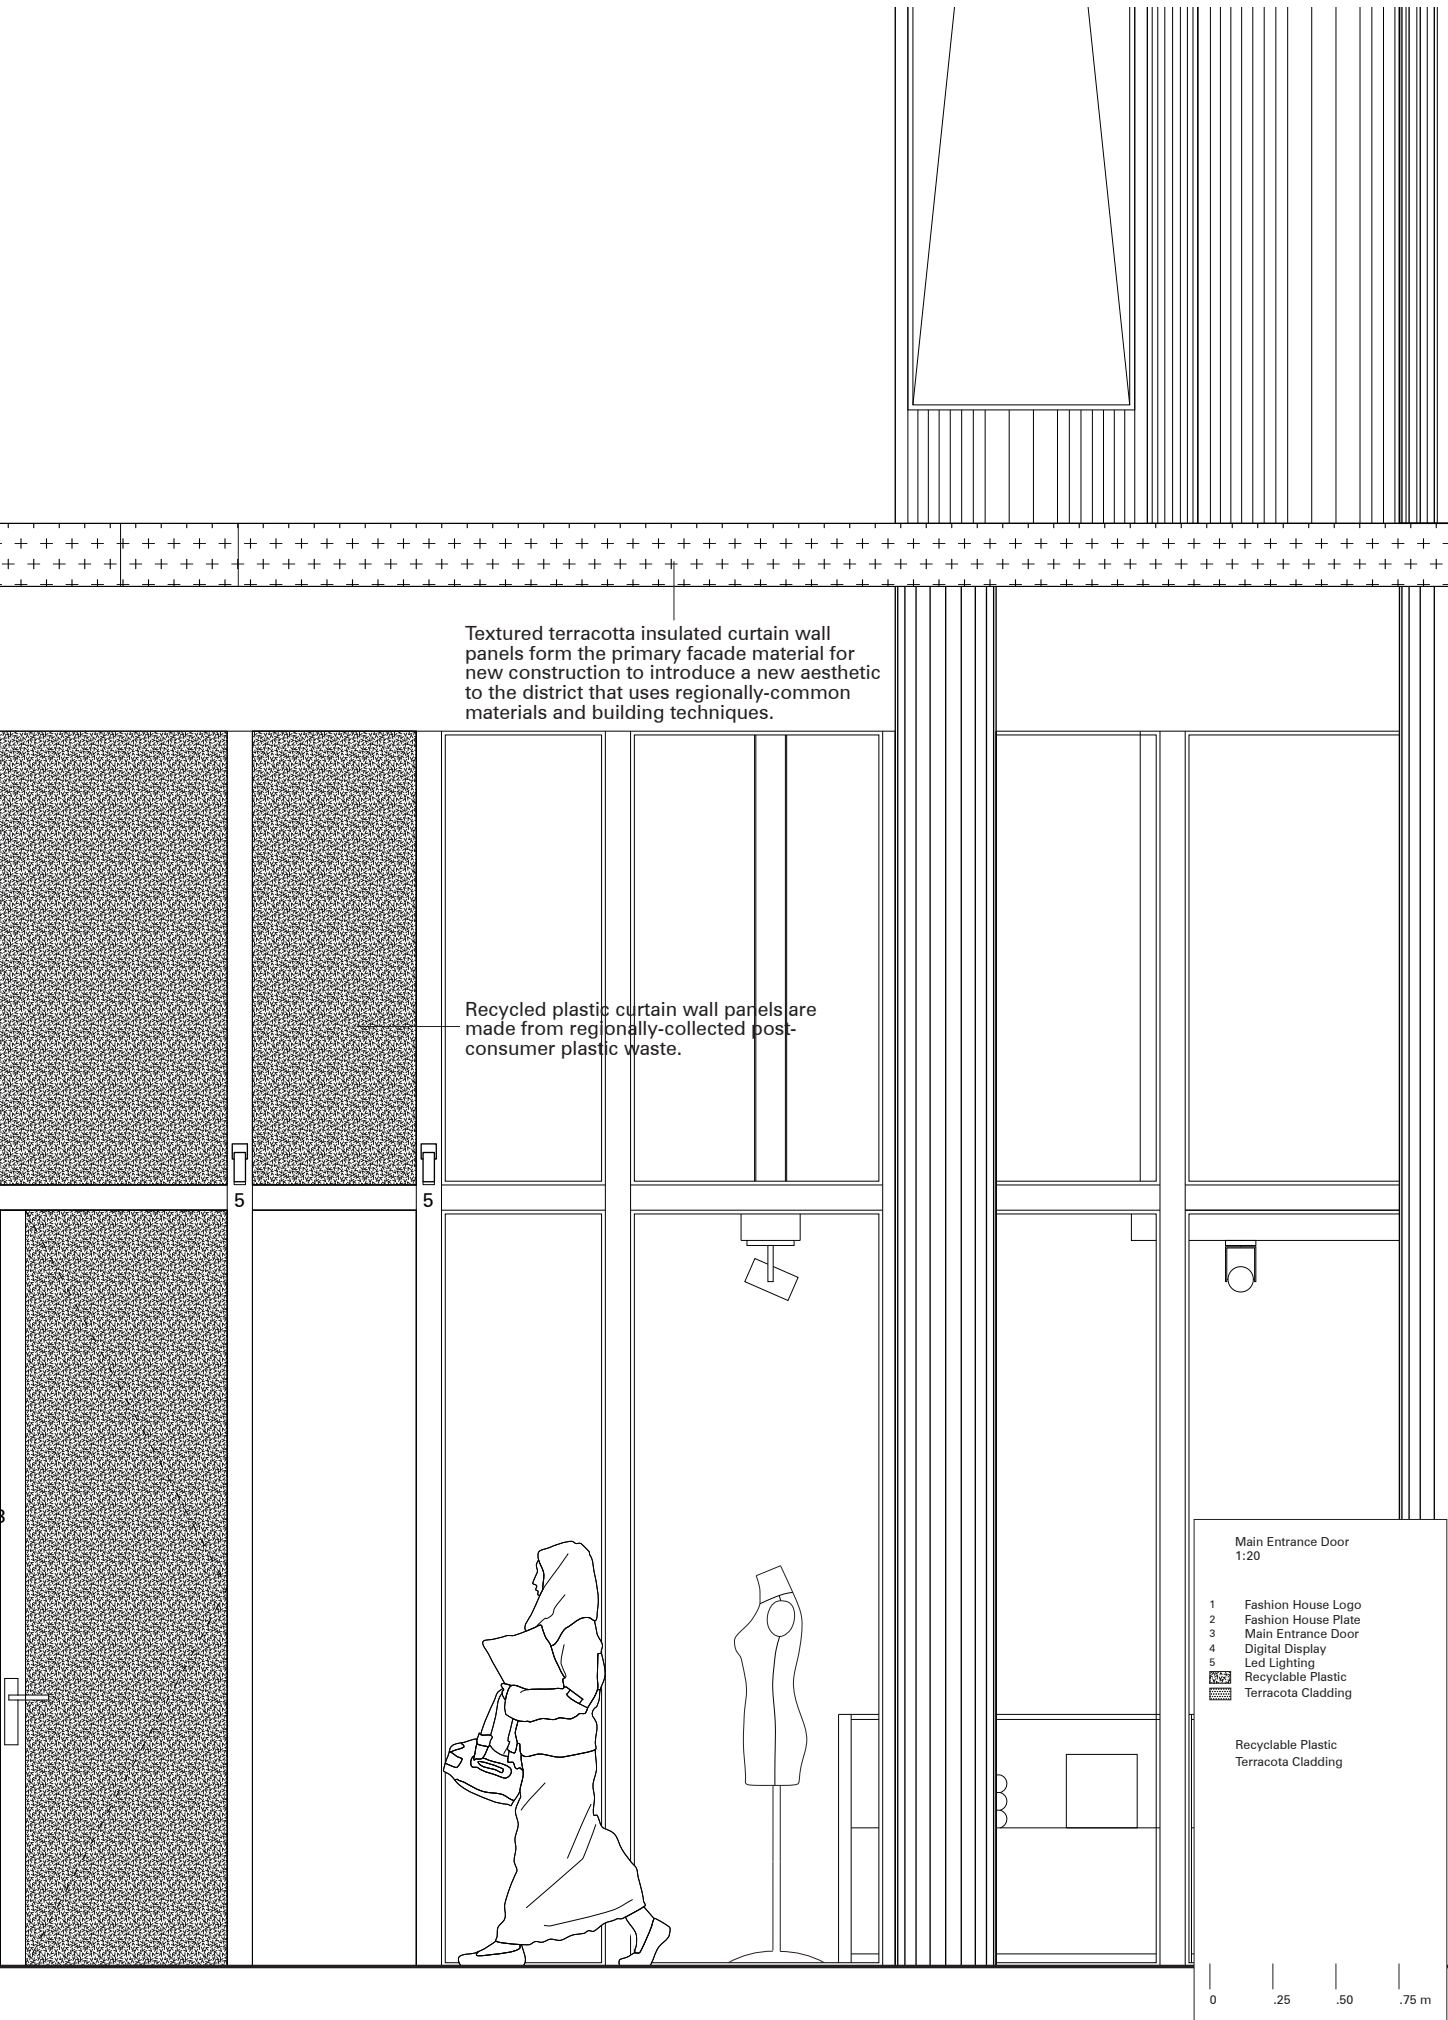 Textured terracotta insulated curtain wall
panels form the primary facade material for
new construction to introduce a new aesthetic
to the district that uses regionally-common
materials and building techniques.
Recycled plastic curtain wall panels are
made from regionally-collected post-
consumer plastic waste.
5
5
Main Entrance Door
1:20
1 Fashion House Logo
2 Fashion House Plate
3 Main Entrance Door
4 Digital Display
5 Led Lighting
Recyclable Plastic
Terracota Cladding
Recyclable Plastic
Terracota Cladding
0 .25 .50 .75 m